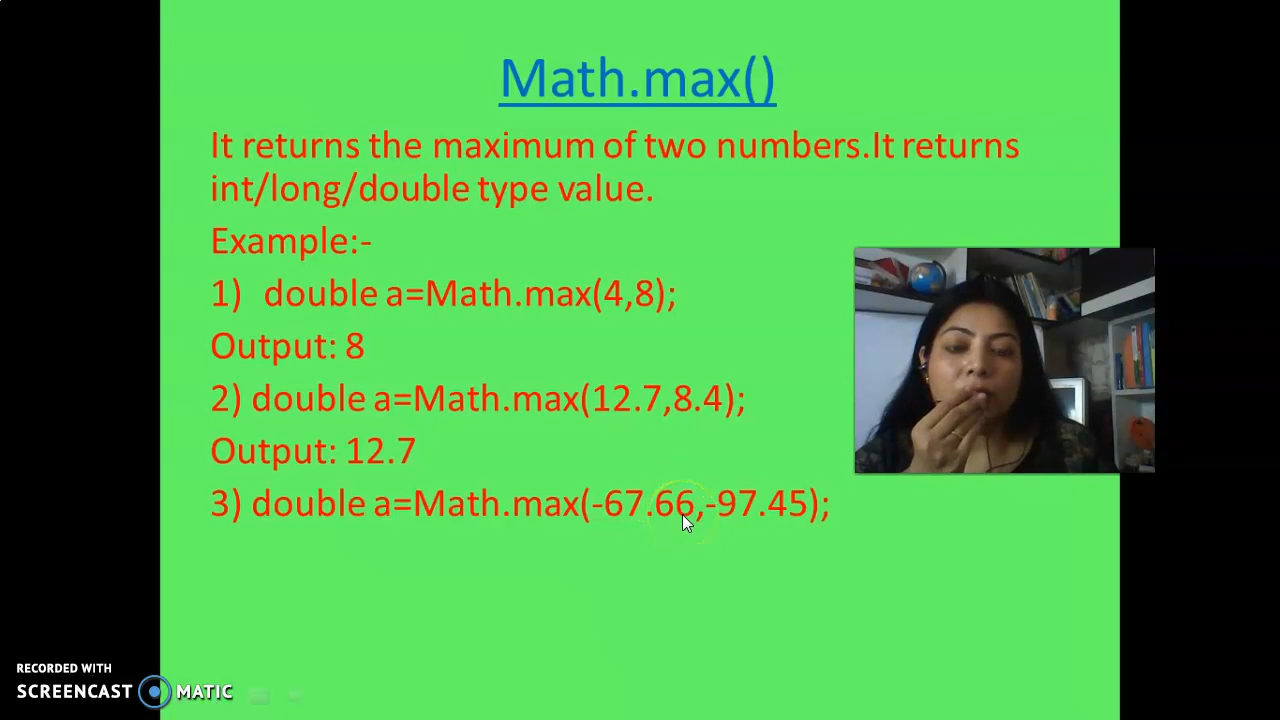 Math.max()
It returns the maximum of two numbers.It returns
int/long/double type value.
Example:-
1) double a=Math.max(4,8);
Output: 8
2) double a=Math.max(12.7,8.4);
Output: 12.7
3) double a=Math.max(-67.66,-97.45);
RECORDED WITH
SCREENCAST MATIC